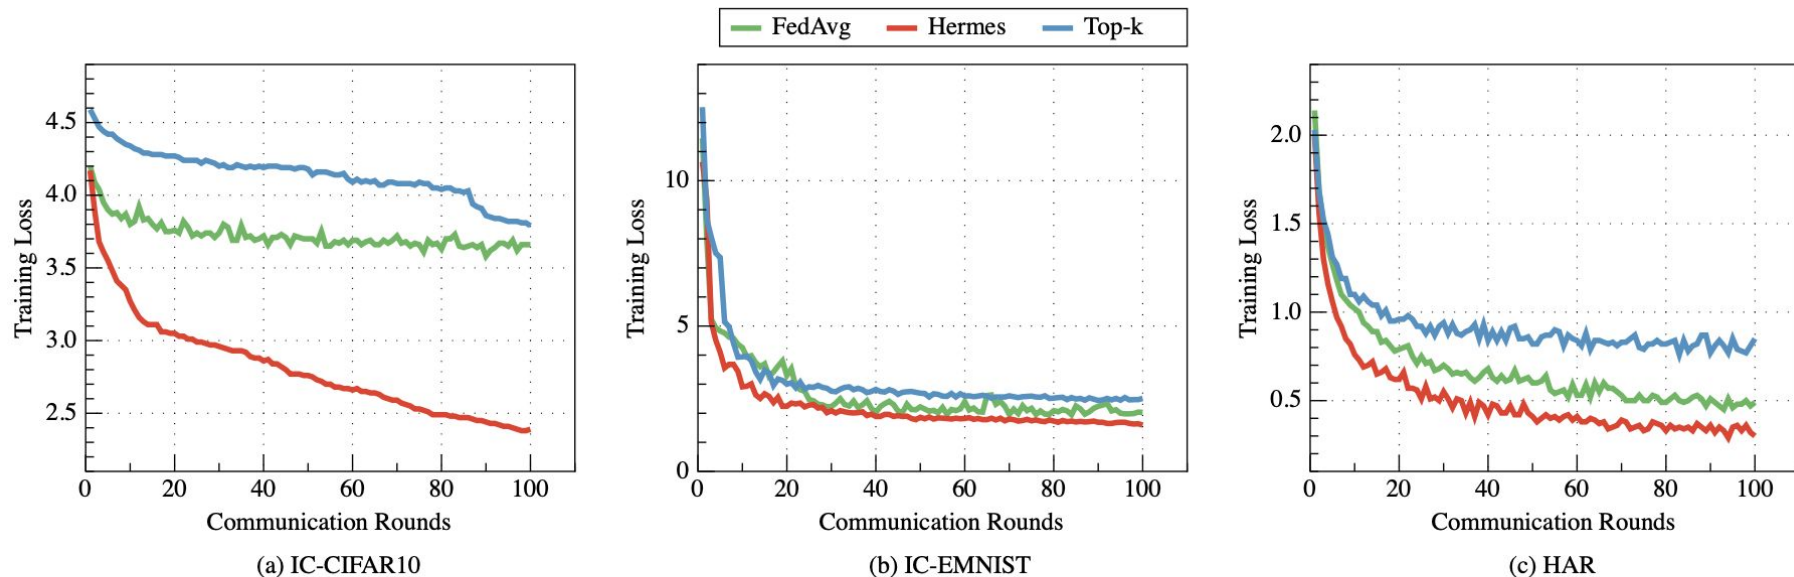 FedAvg Hermes Top-k
4.5
4.0
3.5
3.0
2.5
Training Loss
0 20 40 60 80 100
Communication Rounds
(a) IC-CIFAR10
10
5
0
Training Loss
0 20 40 60 80 100
Communication Rounds
(b) IC-EMNIST
2.0
1.5
1.0
0.5
Training Loss
0 20 40 60 80 100
Communication Rounds
(c) HAR